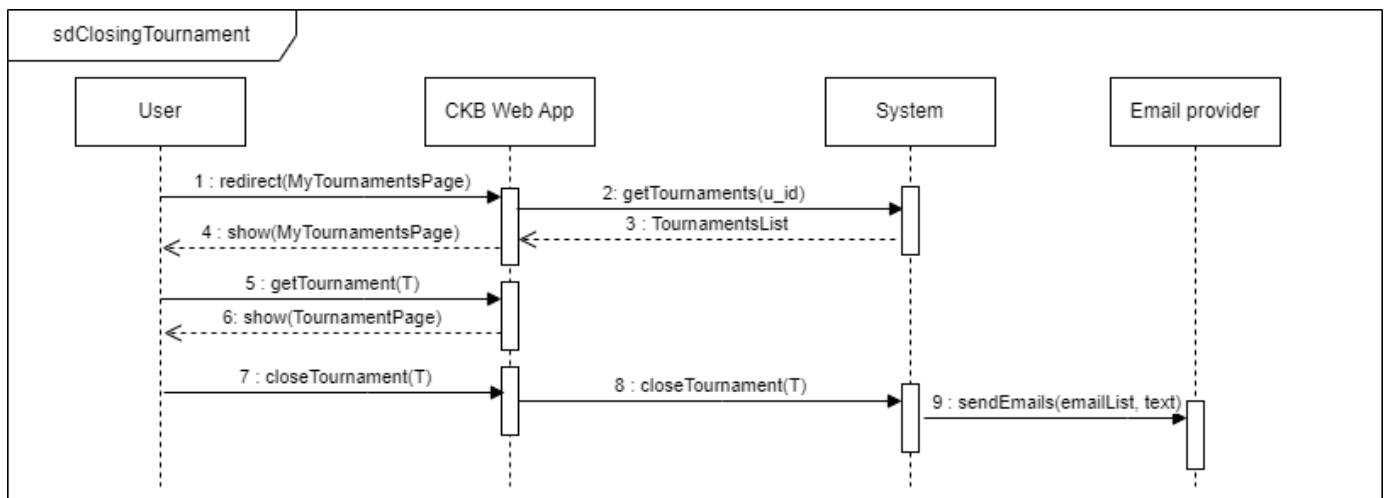 sdClosingTournament
User
CKB Web App
System
Email provider
1 : redirect(MyTournamentsPage)
2: getTournaments(u_id)
3 : TournamentsList
4 : show(MyTournamentsPage)
5 : getTournament(T)
6: show(TournamentPage)
7 : closeTournament(T)
8 : closeTournament(T)
9 : sendEmails(emailList, text)